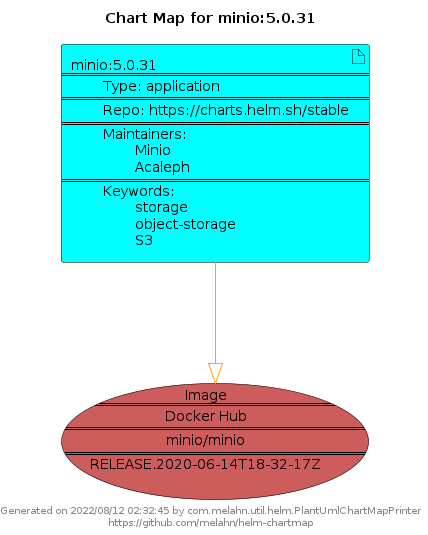 Chart Map for minio:5.0.31
minio:5.0.31
Type: application
Repo: https://charts.helm.sh/stable
Maintainers:
Minio
Acaleph
Keywords:
storage
object-storage
S3
Image
Docker Hub
minio/minio
RELEASE.2020-06-14T18-32-17Z
Generated on 2022/08/12 02:32:45 by com.melahn.util.helm.PlantUmlChartMapPrinter
https://github.com/melahn/helm-chartmap